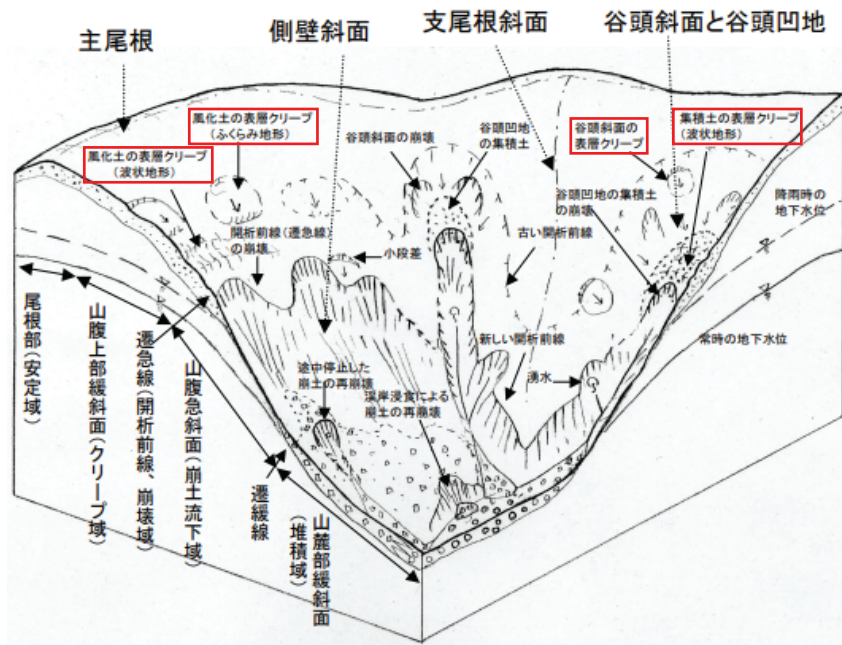 主尾根
側壁斜面
支尾根斜面
谷頭斜面と谷頭凹地
風化土の表層クリープ
(ふくらみ地形)
風化土の表層クリープ
(波状地形)
谷頭斜面の崩壊
谷頭凹地
の集積土
谷頭斜面の
表層クリープ
集積土の表層クリープ
(波状地形)
谷頭凹地の集積土
の崩壊
降雨時の
地下水位
開析前線(遷急線)
の崩壊
小段差
古い開析前線
新しい開析前線
常時の地下水位
湧水
途中停止した
崩土の再崩壊
渓岸浸食による
崩土の再崩壊
尾根部(安定域)
山腹上部緩斜面(クリープ域)
遷急線(開析前線、崩壊域)
山腹急斜面(崩土流下域)
遷緩線
山麓部緩斜面
(堆積域)